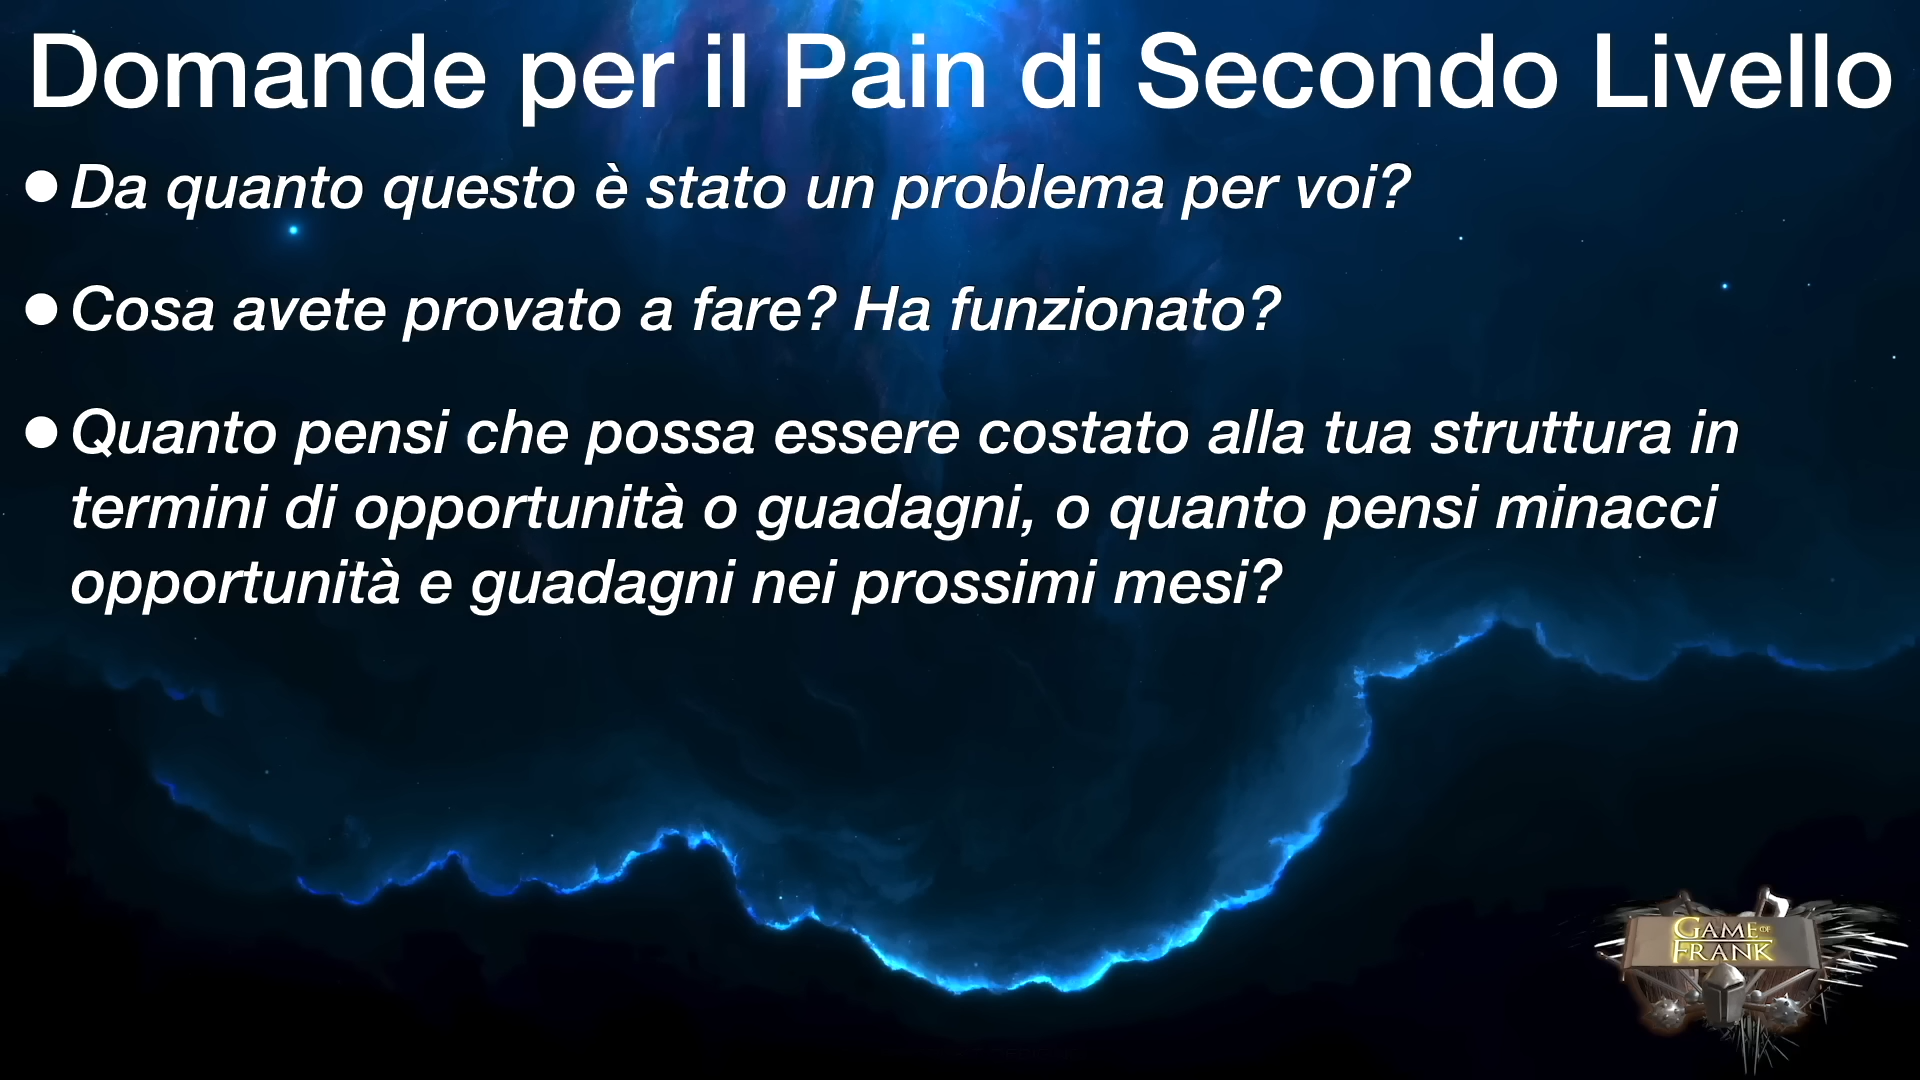 Domande per il Pain di Secondo Livello
● Da quanto questo è stato un problema per voi?
● Cosa avete provato a fare? Ha funzionato?
● Quanto pensi che possa essere costato alla tua struttura in
termini di opportunità o guadagni, o quanto pensi minacci
opportunità e guadagni nei prossimi mesi?
GAME OF
FRANK